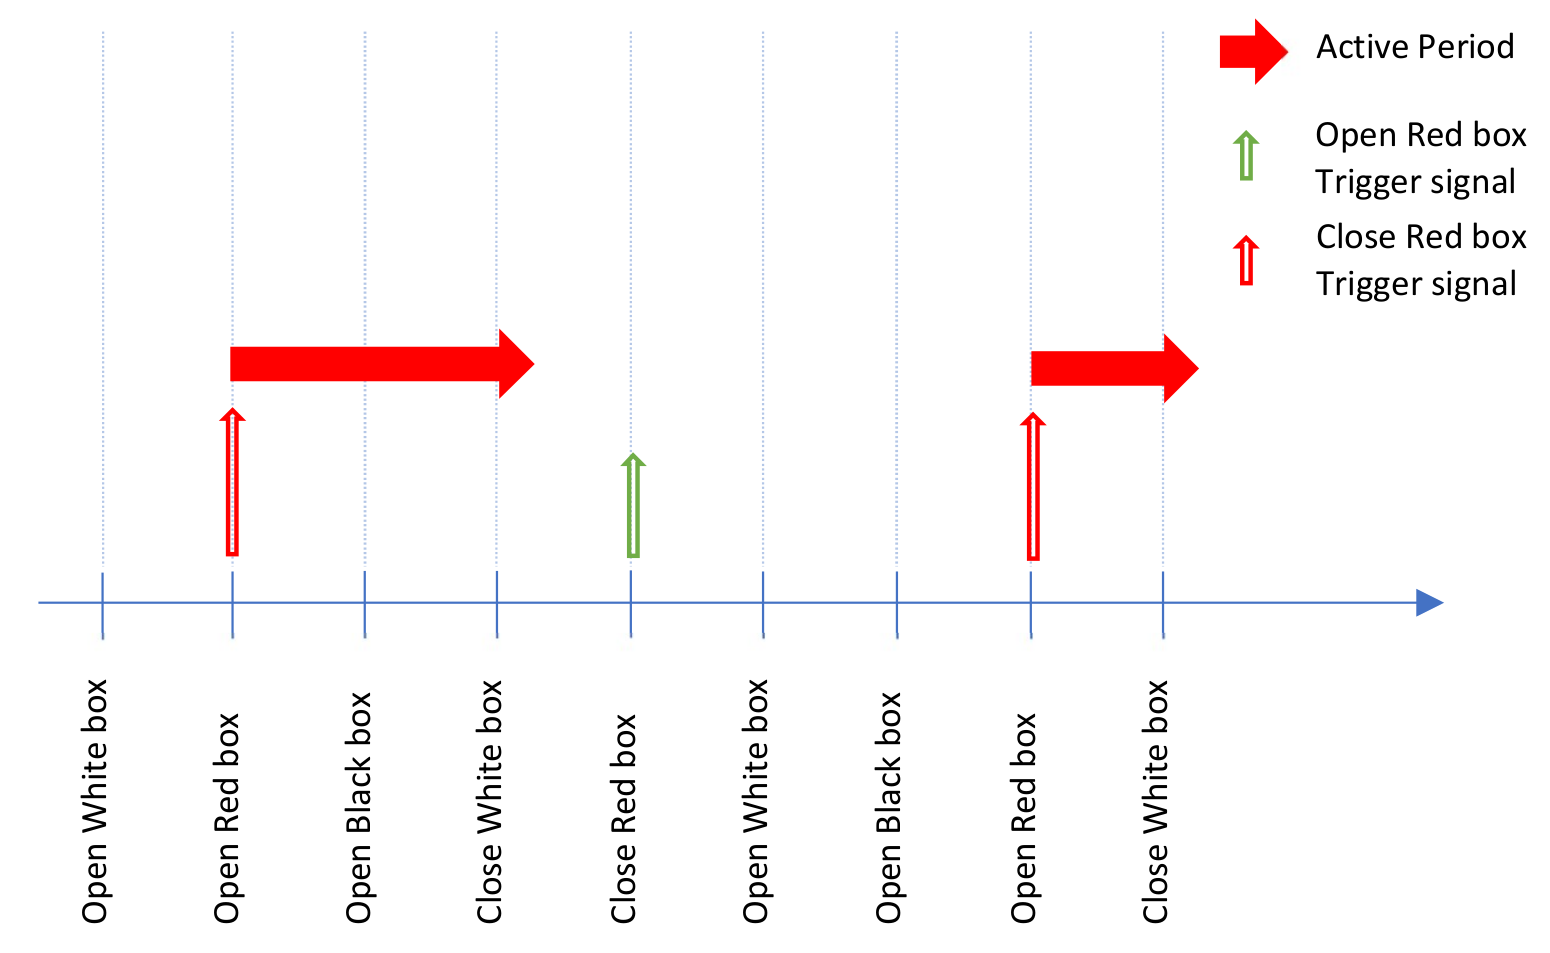 Active Period
Open Red box
Trigger signal
Close Red box
Trigger signal
Open White box
Open Red box
Open Black box
Close White box
Close Red box
Open White box
Open Black box
Open Red box
Close White box